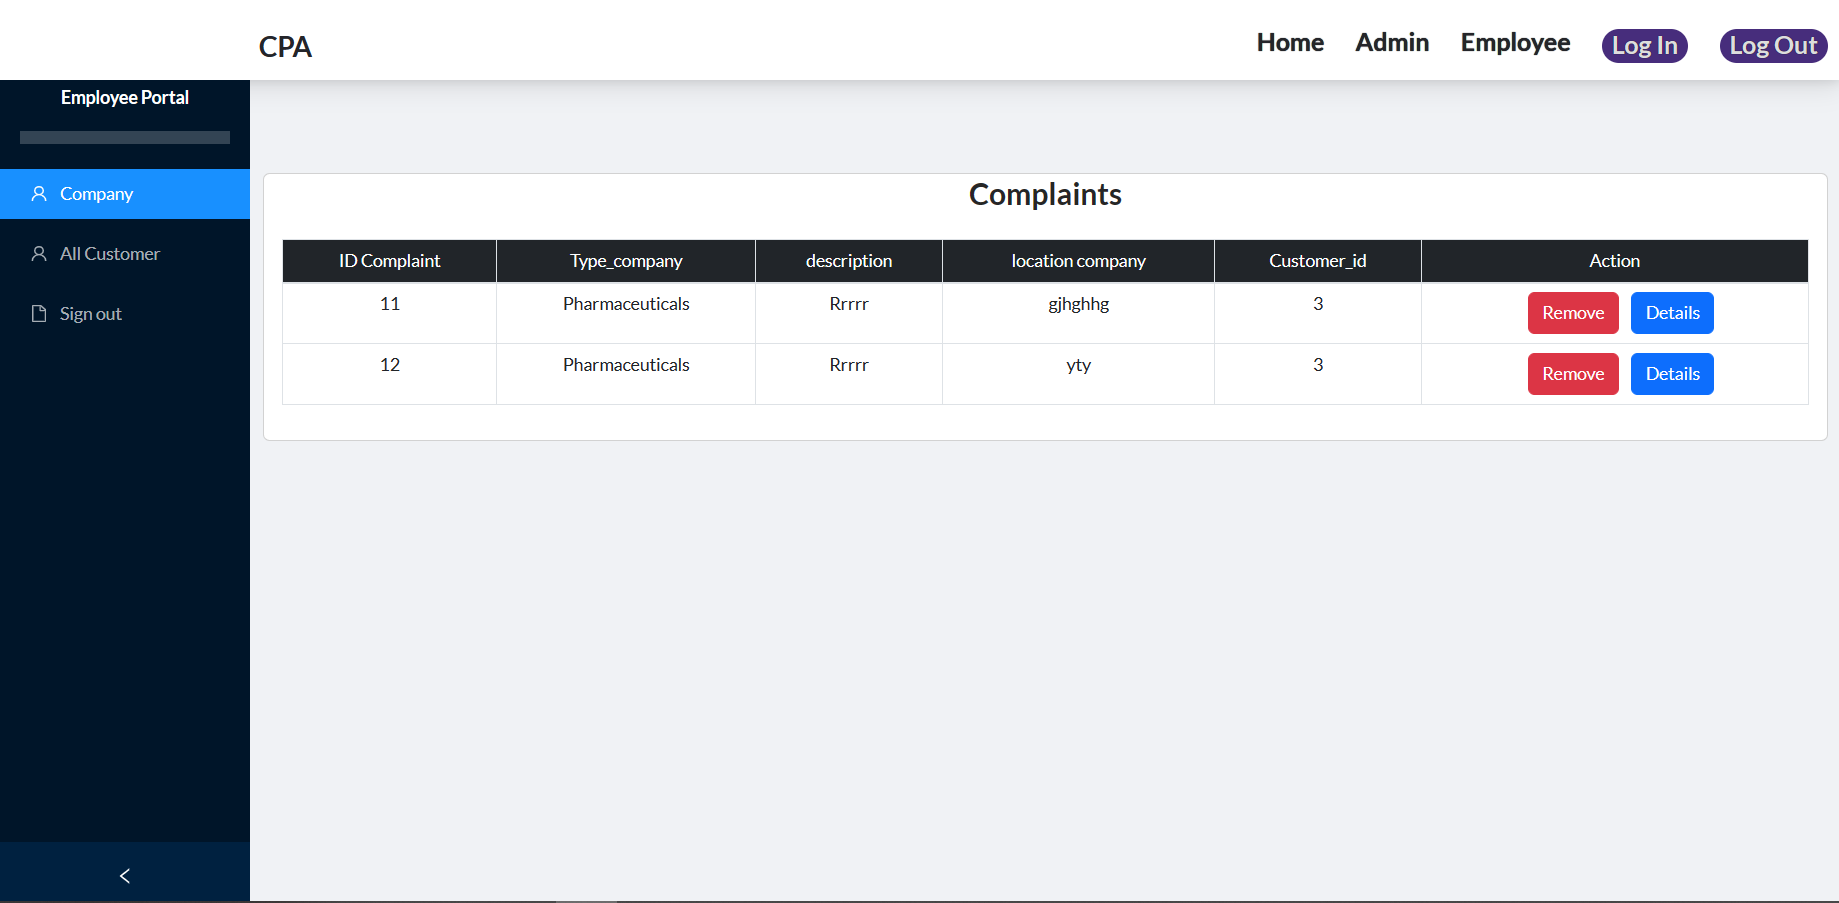 CPA
Home Admin Employee Log In Log Out
Employee Portal
Company
All Customer
Sign out
Complaints
ID Complaint Type_company description location company Customer_id Action
11 Pharmaceuticals Rrrrr gjhghhg 3 Remove Details
12 Pharmaceuticals Rrrrr yty 3 Remove Details